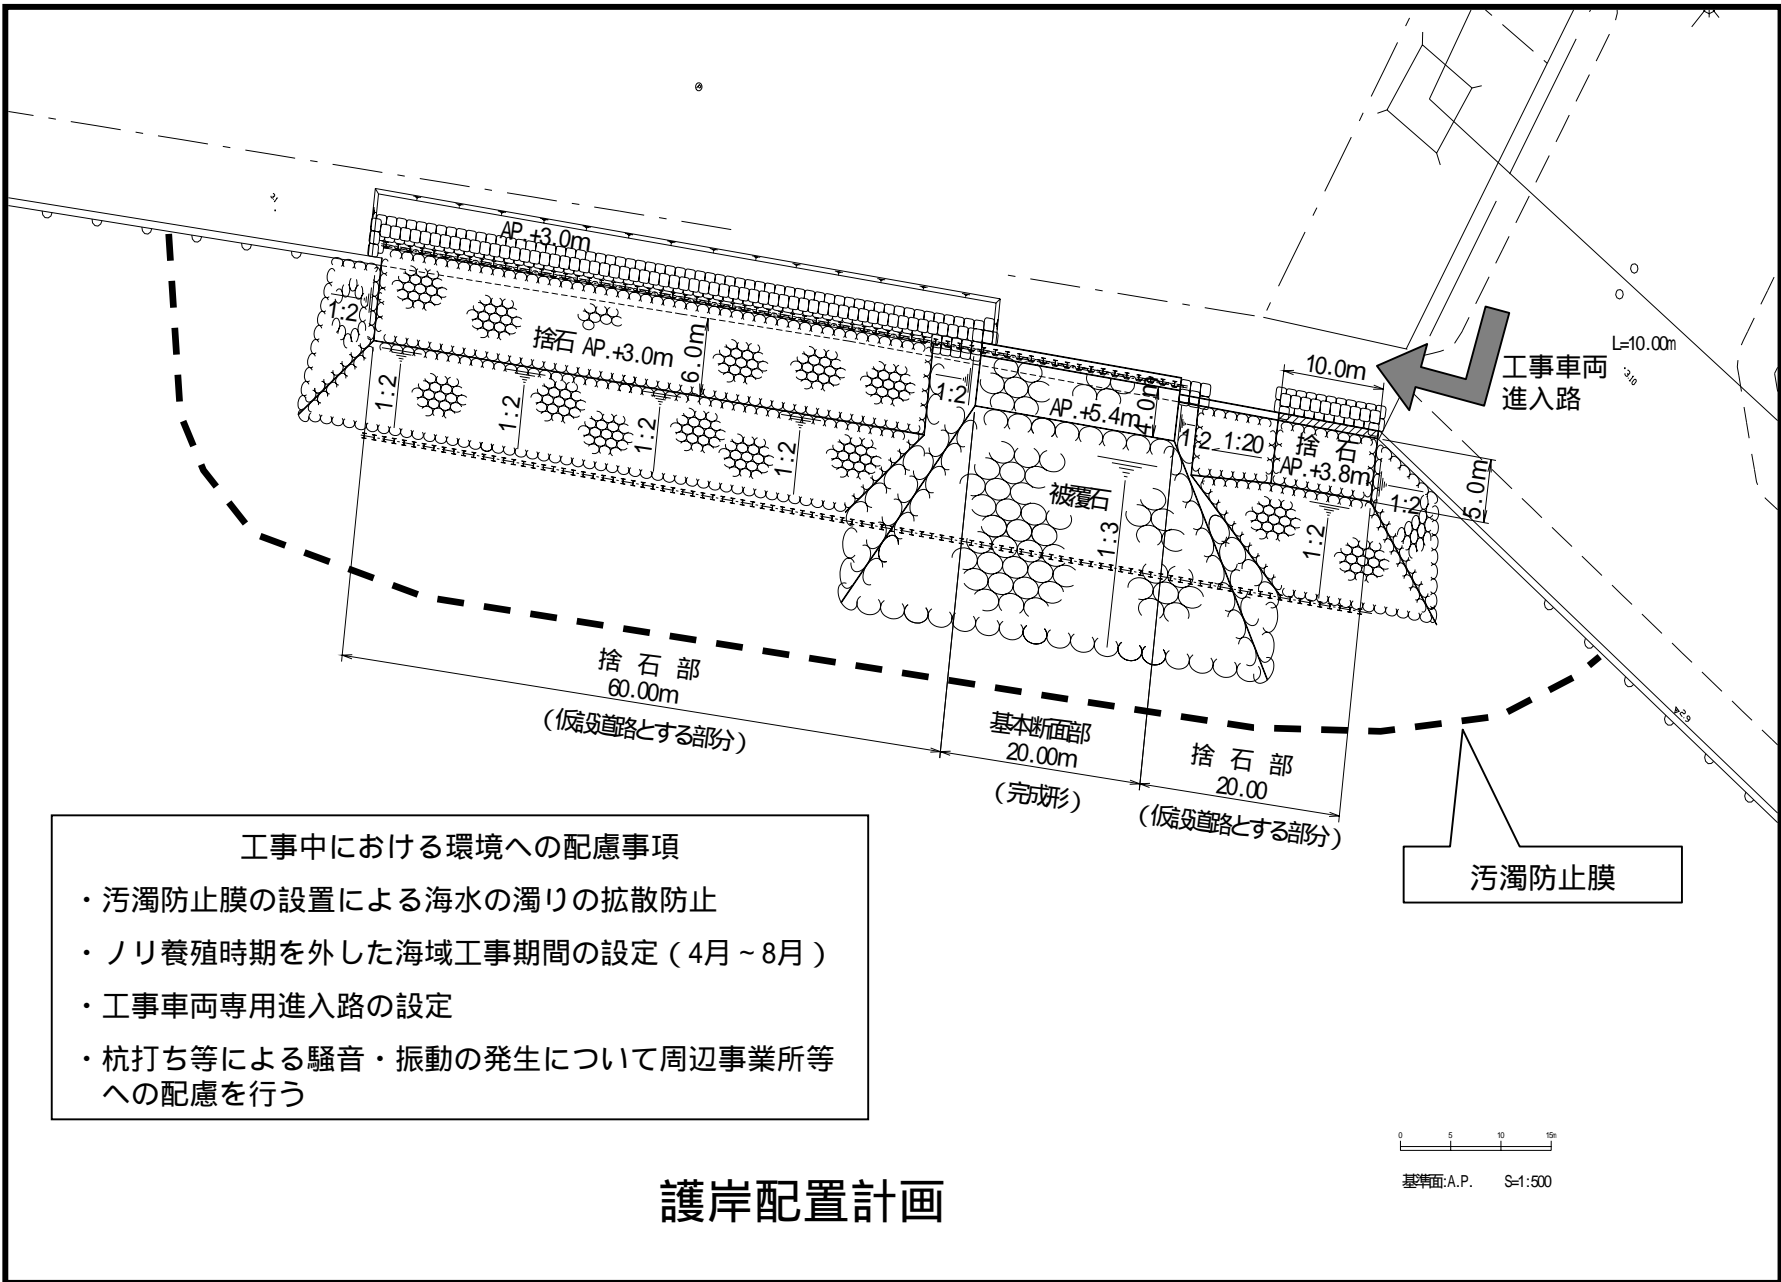 AP.+3.0m
捨石 AP.+3.0m
6.0m
1:2
1:2
1:2
1:2
1:2
1:2
AP.+5.4m
4.0m
被覆石
1:3
1:2
1:20
捨 石
AP.+3.8m
1:2
1:2
5.0m
10.0m
工事車両
進入路
L=10.00m
捨 石 部
60.00m
(仮設道路とする部分)
基本断面部
20.00m
(完成形)
捨 石 部
20.00
(仮設道路とする部分)
汚濁防止膜
工事中における環境への配慮事項
・汚濁防止膜の設置による海水の濁りの拡散防止
・ノリ養殖時期を外した海域工事期間の設定(4月~8月)
・工事車両専用進入路の設定
・杭打ち等による騒音・振動の発生について周辺事業所等
への配慮を行う
0 5 10 15m
基準面:A.P. S=1:500
護岸配置計画